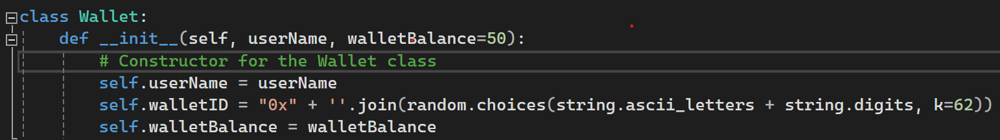 class Wallet:
    def __init__(self, userName, walletBalance=50):
        # Constructor for the Wallet class
        self.userName = userName
        self.walletID = "0x" + ''.join(random.choices(string.ascii_letters + string.digits, k=62))
        self.walletBalance = walletBalance